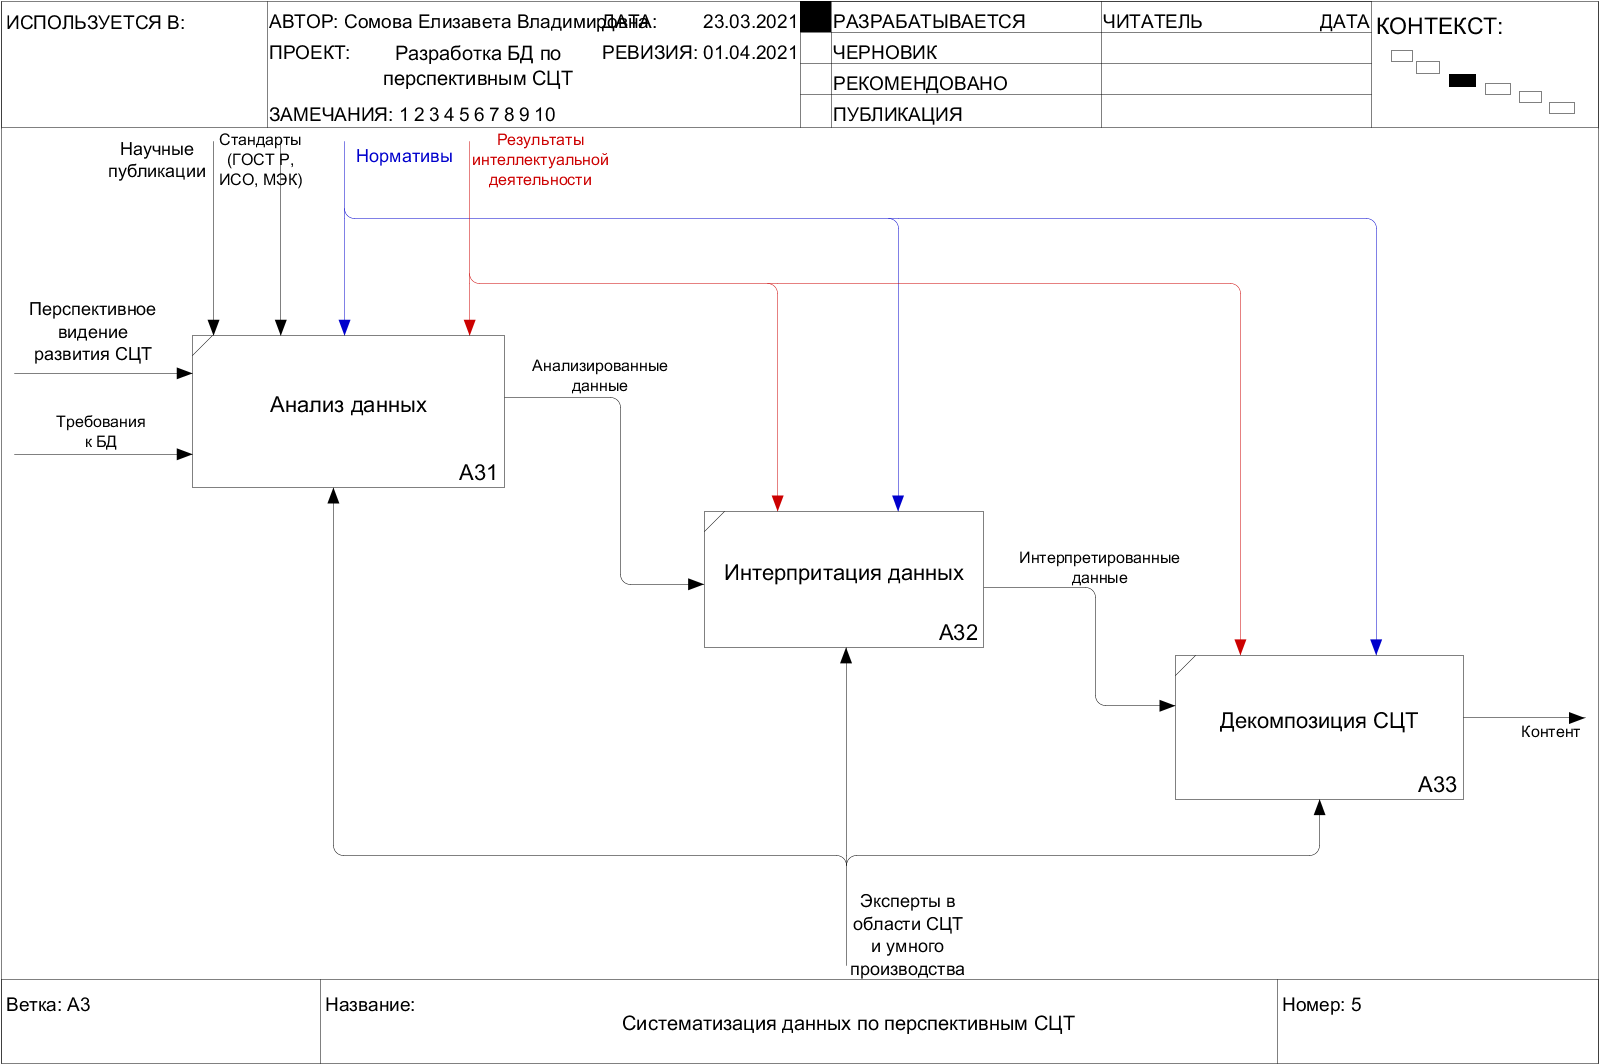 ИСПОЛЬЗУЕТСЯ В:
АВТОР: Сомова Елизавета Владимировна
ДАТА: 23.03.2021
ПРОЕКТ: Разработка БД по
перспективным СЦТ
РЕВИЗИЯ: 01.04.2021
ЗАМЕЧАНИЯ: 1 2 3 4 5 6 7 8 9 10
РАЗРАБАТЫВАЕТСЯ
ЧЕРНОВИК
РЕКОМЕНДОВАНО
ПУБЛИКАЦИЯ
ЧИТАТЕЛЬ ДАТА
КОНТЕКСТ:
Научные
публикации
Стандарты
(ГОСТ Р,
ИСО, МЭК)
Нормативы
Результаты
интеллектуальной
деятельности
Перспективное
видение
развития СЦТ
Требования
к БД
Анализ данных
A31
Анализированные
данные
Интерпритация данных
A32
Интерпретированные
данные
Декомпозиция СЦТ
A33
Контент
Эксперты в
области СЦТ
и умного
производства
Ветка: A3
Название:
Систематизация данных по перспективным СЦТ
Номер: 5